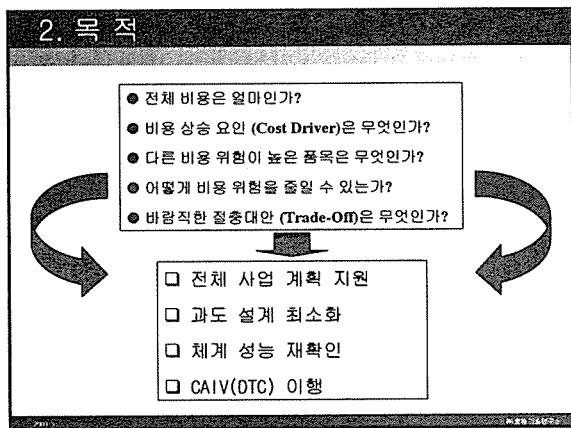 2. 목 적
● 전체 비용은 얼마인가?
● 비용 상승 요인 (Cost Driver)은 무엇인가?
● 다른 비용 위험이 높은 품목은 무엇인가?
● 어떻게 비용 위험을 줄일 수 있는가?
● 바람직한 절충대안 (Trade-Off)은 무엇인가?
❑ 전체 사업 계획 지원
❑ 과도 설계 최소화
❑ 체계 성능 재확인
❑ CAIV(DTC) 이행